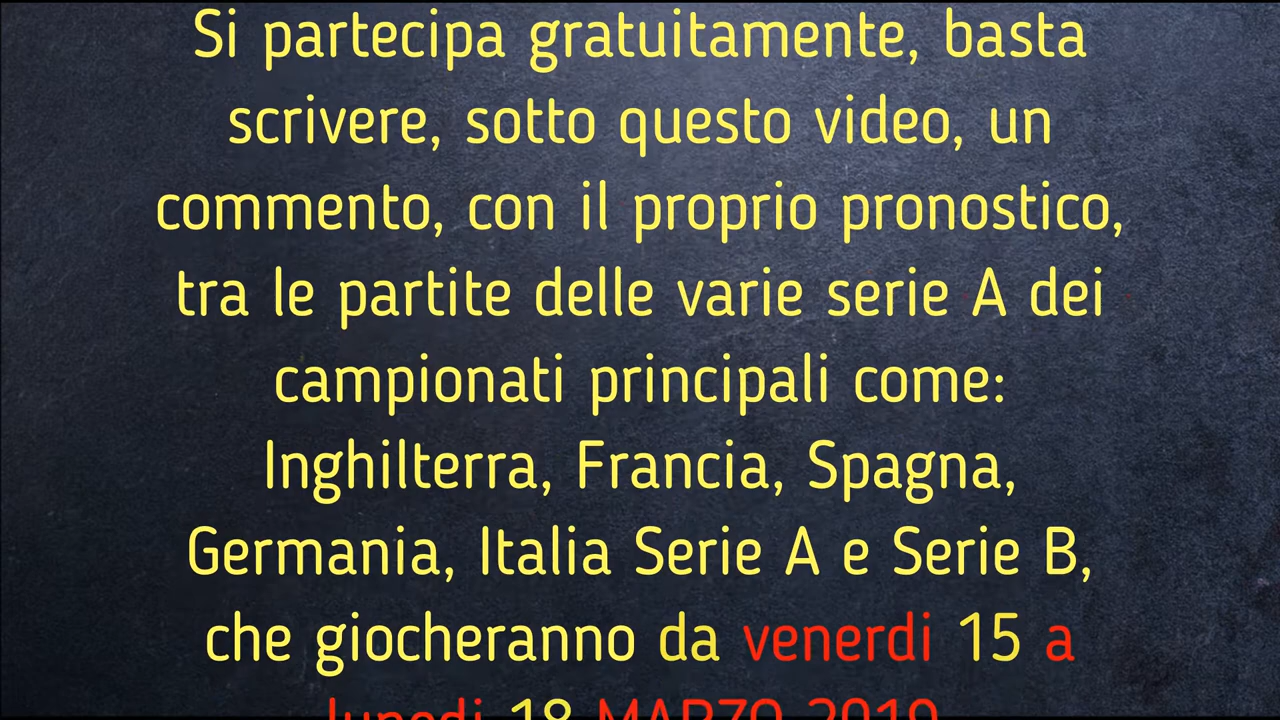 Si partecipa gratuitamente, basta
scrivere, sotto questo video, un
commento, con il proprio pronostico,
tra le partite delle varie serie A dei
campionati principali come:
Inghilterra, Francia, Spagna,
Germania, Italia Serie A e Serie B,
che giocheranno da venerdi 15 a
lunedi 18 MARZO 2019